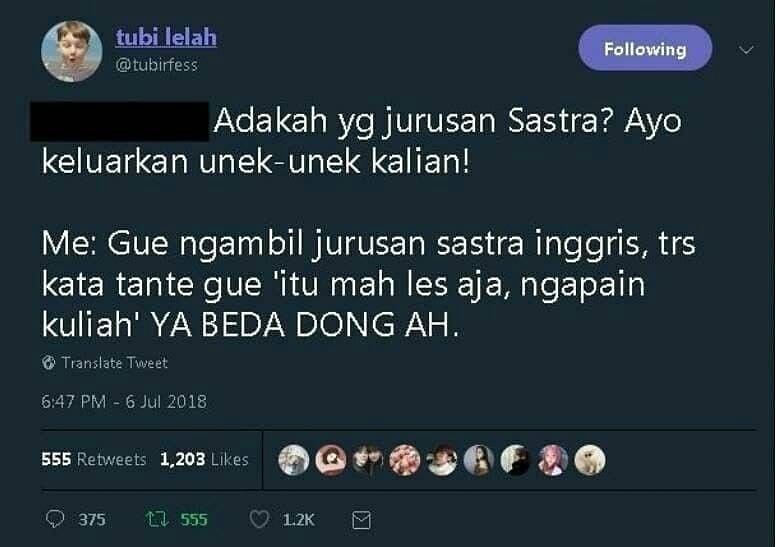 tubi lelah
@tubirfess
Following
Adakah yg jurusan Sastra? Ayo
keluarkan unek-unek kalian!
Me: Gue ngambil jurusan sastra inggris, trs
kata tante gue 'itu mah les aja, ngapain
kuliah' YA BEDA DONG AH.
Translate Tweet
6:47 PM - 6 Jul 2018
555 Retweets 1,203 Likes
375 555 1.2K